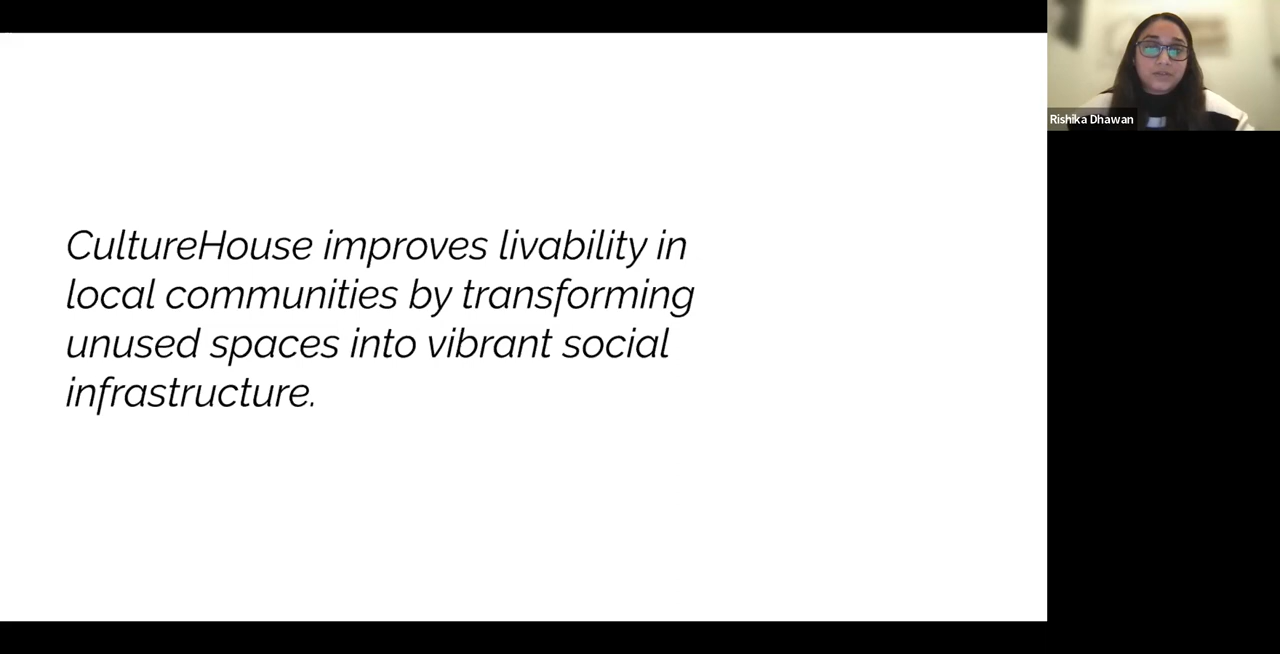 CultureHouse improves livability in
local communities by transforming
unused spaces into vibrant social
infrastructure.
Rishika Dhawan